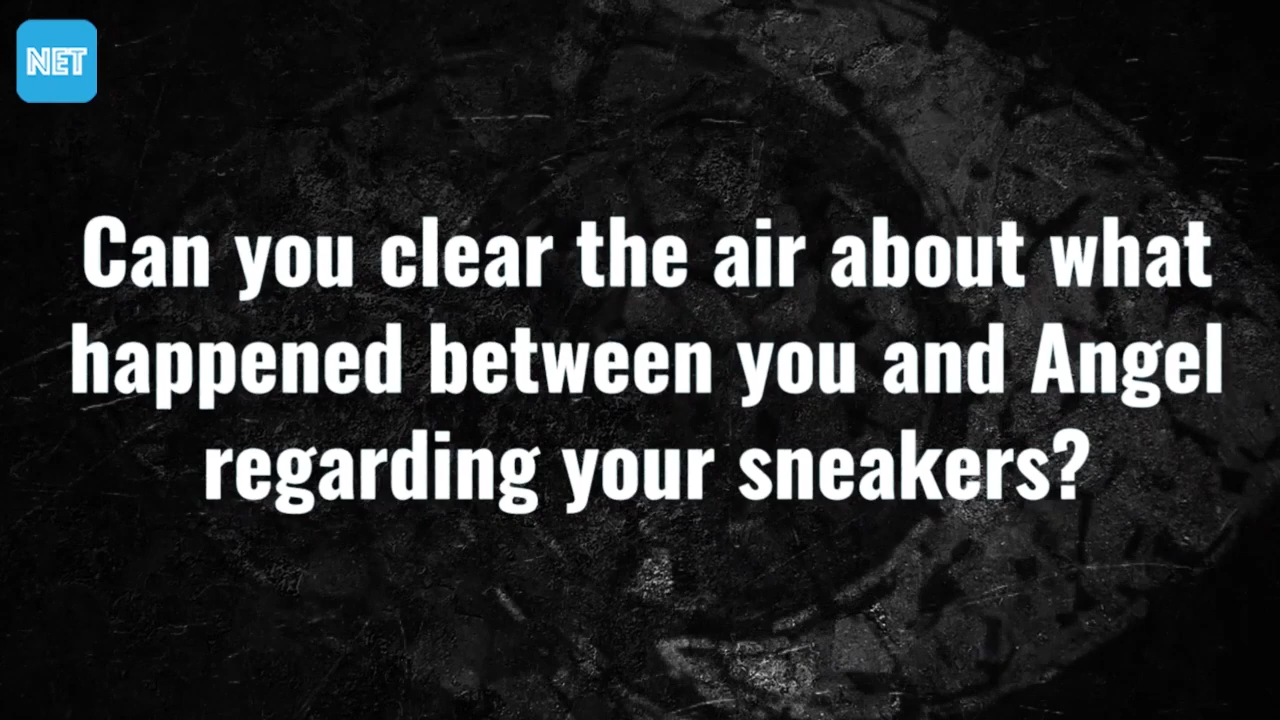 NET
Can you clear the air about what
happened between you and Angel
regarding your sneakers?